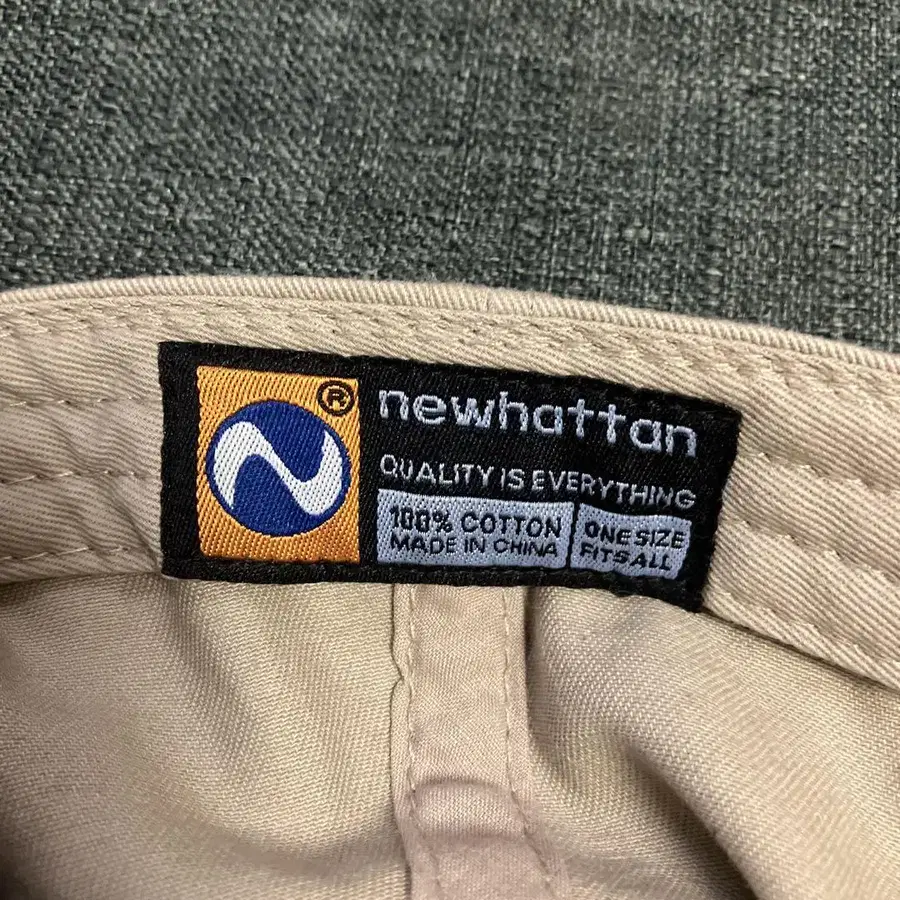 ®
newhattan
QUALITY IS EVERYTHING
100% COTTON
MADE IN CHINA
ONE SIZE
FITS ALL